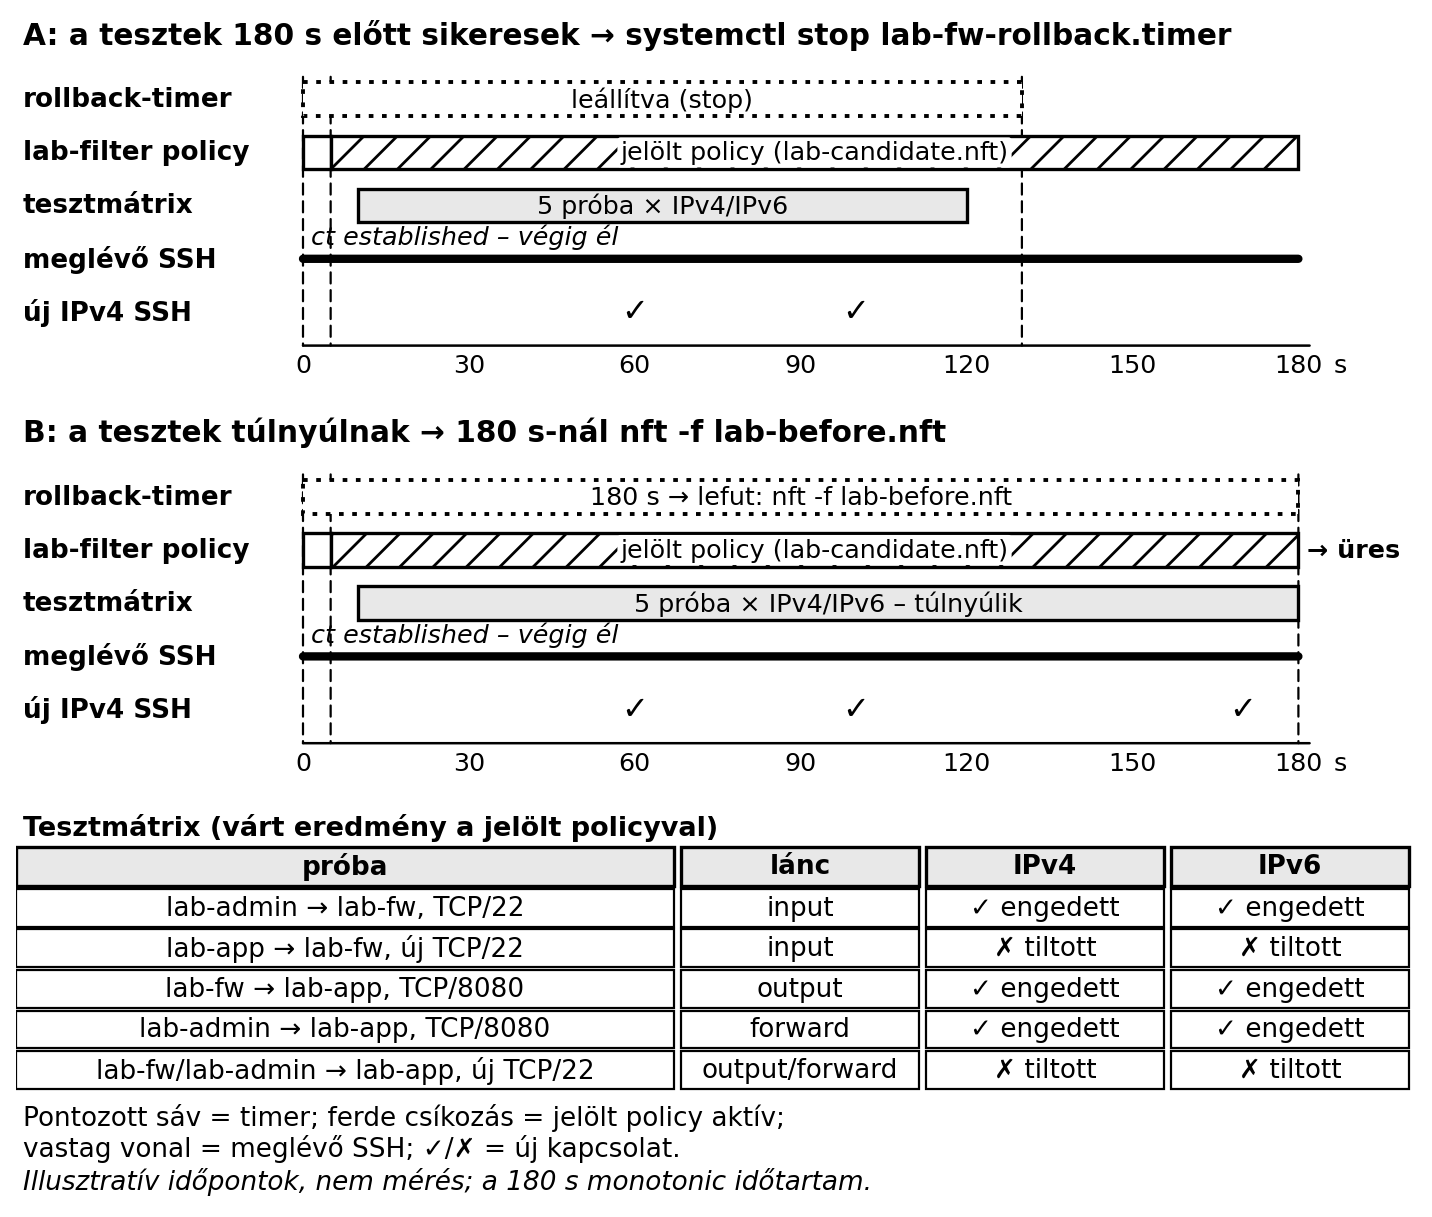 A: a tesztek 180 s előtt sikeresek → systemctl stop lab-fw-rollback.timer
rollback-timer
leállítva (stop)
lab-filter policy
jelölt policy (lab-candidate.nft)
tesztmátrix
5 próba × IPv4/IPv6
ct established – végig él
meglévő SSH
új IPv4 SSH
✓ ✓
0 30 60 90 120 150 180 s
B: a tesztek túlnyúlnak → 180 s-nál nft -f lab-before.nft
rollback-timer
180 s → lefut: nft -f lab-before.nft
lab-filter policy
jelölt policy (lab-candidate.nft)
→ üres
tesztmátrix
5 próba × IPv4/IPv6 – túlnyúlik
ct established – végig él
meglévő SSH
új IPv4 SSH
✓ ✓ ✓
0 30 60 90 120 150 180 s
Tesztmátrix (várt eredmény a jelölt policyval)
próba lánc IPv4 IPv6
lab-admin → lab-fw, TCP/22 input ✓ engedett ✓ engedett
lab-app → lab-fw, új TCP/22 input ✗ tiltott ✗ tiltott
lab-fw → lab-app, TCP/8080 output ✓ engedett ✓ engedett
lab-admin → lab-app, TCP/8080 forward ✓ engedett ✓ engedett
lab-fw/lab-admin → lab-app, új TCP/22 output/forward ✗ tiltott ✗ tiltott
Pontozott sáv = timer; ferde csíkozás = jelölt policy aktív;
vastag vonal = meglévő SSH; ✓/✗ = új kapcsolat.
Illusztratív időpontok, nem mérés; a 180 s monotonic időtartam.